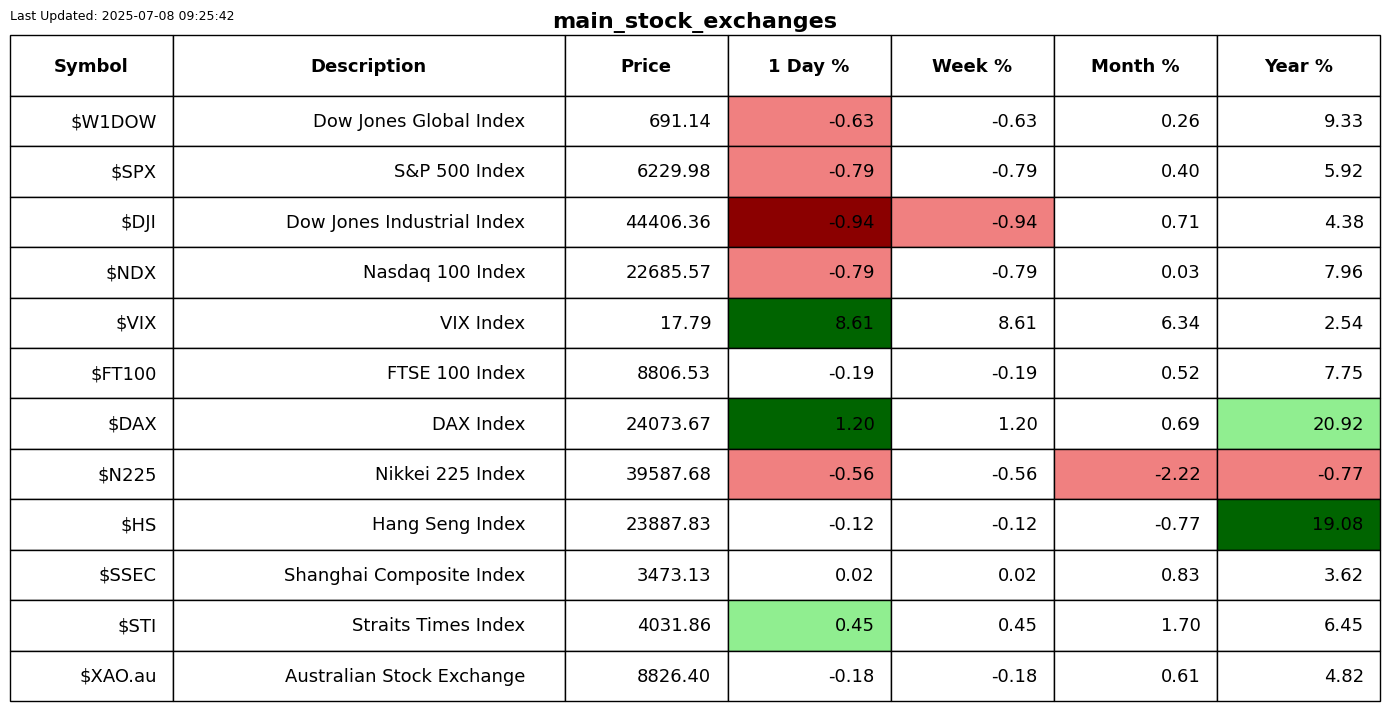 Last Updated: 2025-07-08 09:25:42
main_stock_exchanges
Symbol Description Price 1 Day % Week % Month % Year %
$W1DOW Dow Jones Global Index 691.14 -0.63 -0.63 0.26 9.33
$SPX S&P 500 Index 6229.98 -0.79 -0.79 0.40 5.92
$DJI Dow Jones Industrial Index 44406.36 -0.94 -0.94 0.71 4.38
$NDX Nasdaq 100 Index 22685.57 -0.79 -0.79 0.03 7.96
$VIX VIX Index 17.79 8.61 8.61 6.34 2.54
$FT100 FTSE 100 Index 8806.53 -0.19 -0.19 0.52 7.75
$DAX DAX Index 24073.67 1.20 1.20 0.69 20.92
$N225 Nikkei 225 Index 39587.68 -0.56 -0.56 -2.22 -0.77
$HS Hang Seng Index 23887.83 -0.12 -0.12 -0.77 19.08
$SSEC Shanghai Composite Index 3473.13 0.02 0.02 0.83 3.62
$STI Straits Times Index 4031.86 0.45 0.45 1.70 6.45
$XAO.au Australian Stock Exchange 8826.40 -0.18 -0.18 0.61 4.82